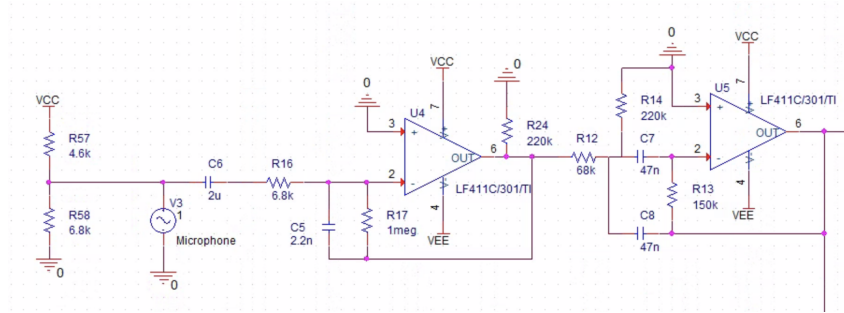 VCC
R57
4.6k
R58
6.8k
0
V3
1
Microphone
0
C6
2u
R16
6.8k
C5
2.2n
R17
1meg
0
3
+
2
-
U4
VCC
7
OUT
6
LF411C/301/TI
4
VEE
0
R24
220k
R12
68k
R14
220k
C7
47n
C8
47n
R13
150k
0
3
+
2
-
U5
VCC
7
LF411C/301/TI
OUT
6
4
VEE